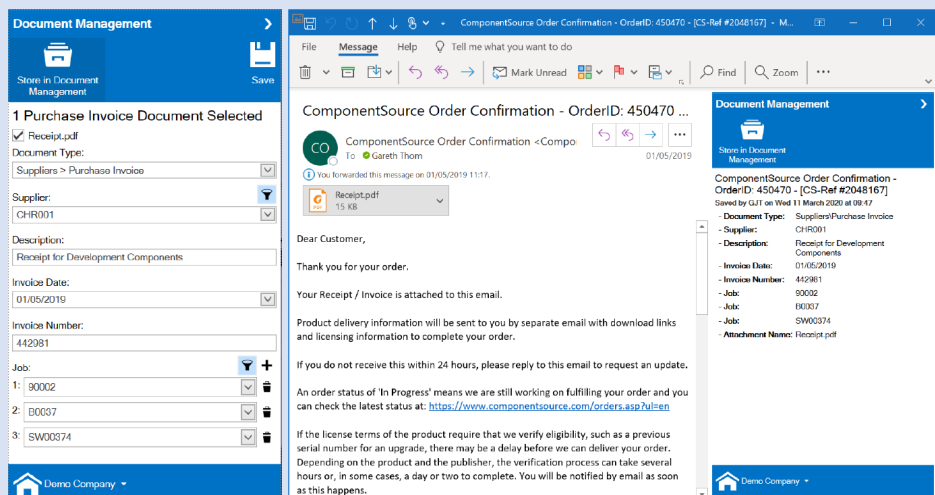 Document Management
Store in Document
Management
Save
1 Purchase Invoice Document Selected
Receipt.pdf
Document Type:
Suppliers > Purchase Invoice
Supplier:
CHR001
Description:
Receipt for Development Components
Invoice Date:
01/05/2019
Invoice Number:
442981
Job:
1: 90002
2: B0037
3: SW00374
Demo Company
ComponentSource Order Confirmation - OrderID: 450470 - [CS-Ref #2048167] - M...
File Message Help Tell me what you want to do
Mark Unread Find Zoom ...
ComponentSource Order Confirmation - OrderID: 450470 ...
CO
ComponentSource Order Confirmation <Compo
To Gareth Thom
01/05/2019
You forwarded this message on 01/05/2019 11:17.
Receipt.pdf
PDF
15 KB
Dear Customer,
Thank you for your order.
Your Receipt / Invoice is attached to this email.
Product delivery information will be sent to you by separate email with download links
and licensing information to complete your order.
If you do not receive this within 24 hours, please reply to this email to request an update.
An order status of 'In Progress' means we are still working on fulfilling your order and you
can check the latest status at: https://www.componentsource.com/orders.asp?ul=en
If the license terms of the product require that we verify eligibility, such as a previous
serial number for an upgrade, there may be a delay before we can deliver your order.
Depending on the product and the publisher, the verification process can take several
hours or, in some cases, a day or two to complete. You will be notified by email as soon
as this happens.
Document Management
Store in Document
Management
ComponentSource Order Confirmation -
OrderID: 450470 - [CS-Ref #2048167]
Saved by GJT on Wed 11 March 2020 at 09:47
- Document Type: Suppliers\Purchase Invoice
- Supplier: CHR001
- Description: Receipt for Development
Components
- Invoice Date: 01/05/2019
- Invoice Number: 442981
- Job: 90002
- Job: B0037
- Job: SW00374
- Attachment Name: Receipt.pdf
Demo Company